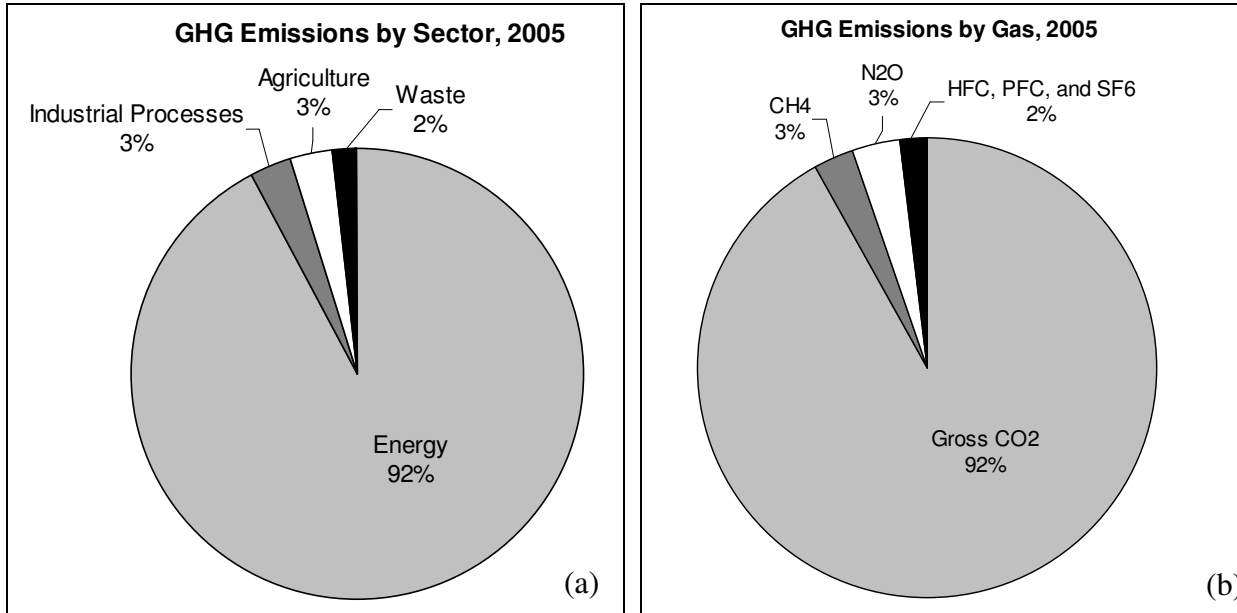 GHG Emissions by Sector, 2005
Agriculture
3%
Waste
2%
Industrial Processes
3%
Energy
92%
(a)
GHG Emissions by Gas, 2005
N2O
3%
HFC, PFC, and SF6
2%
CH4
3%
Gross CO2
92%
(b)